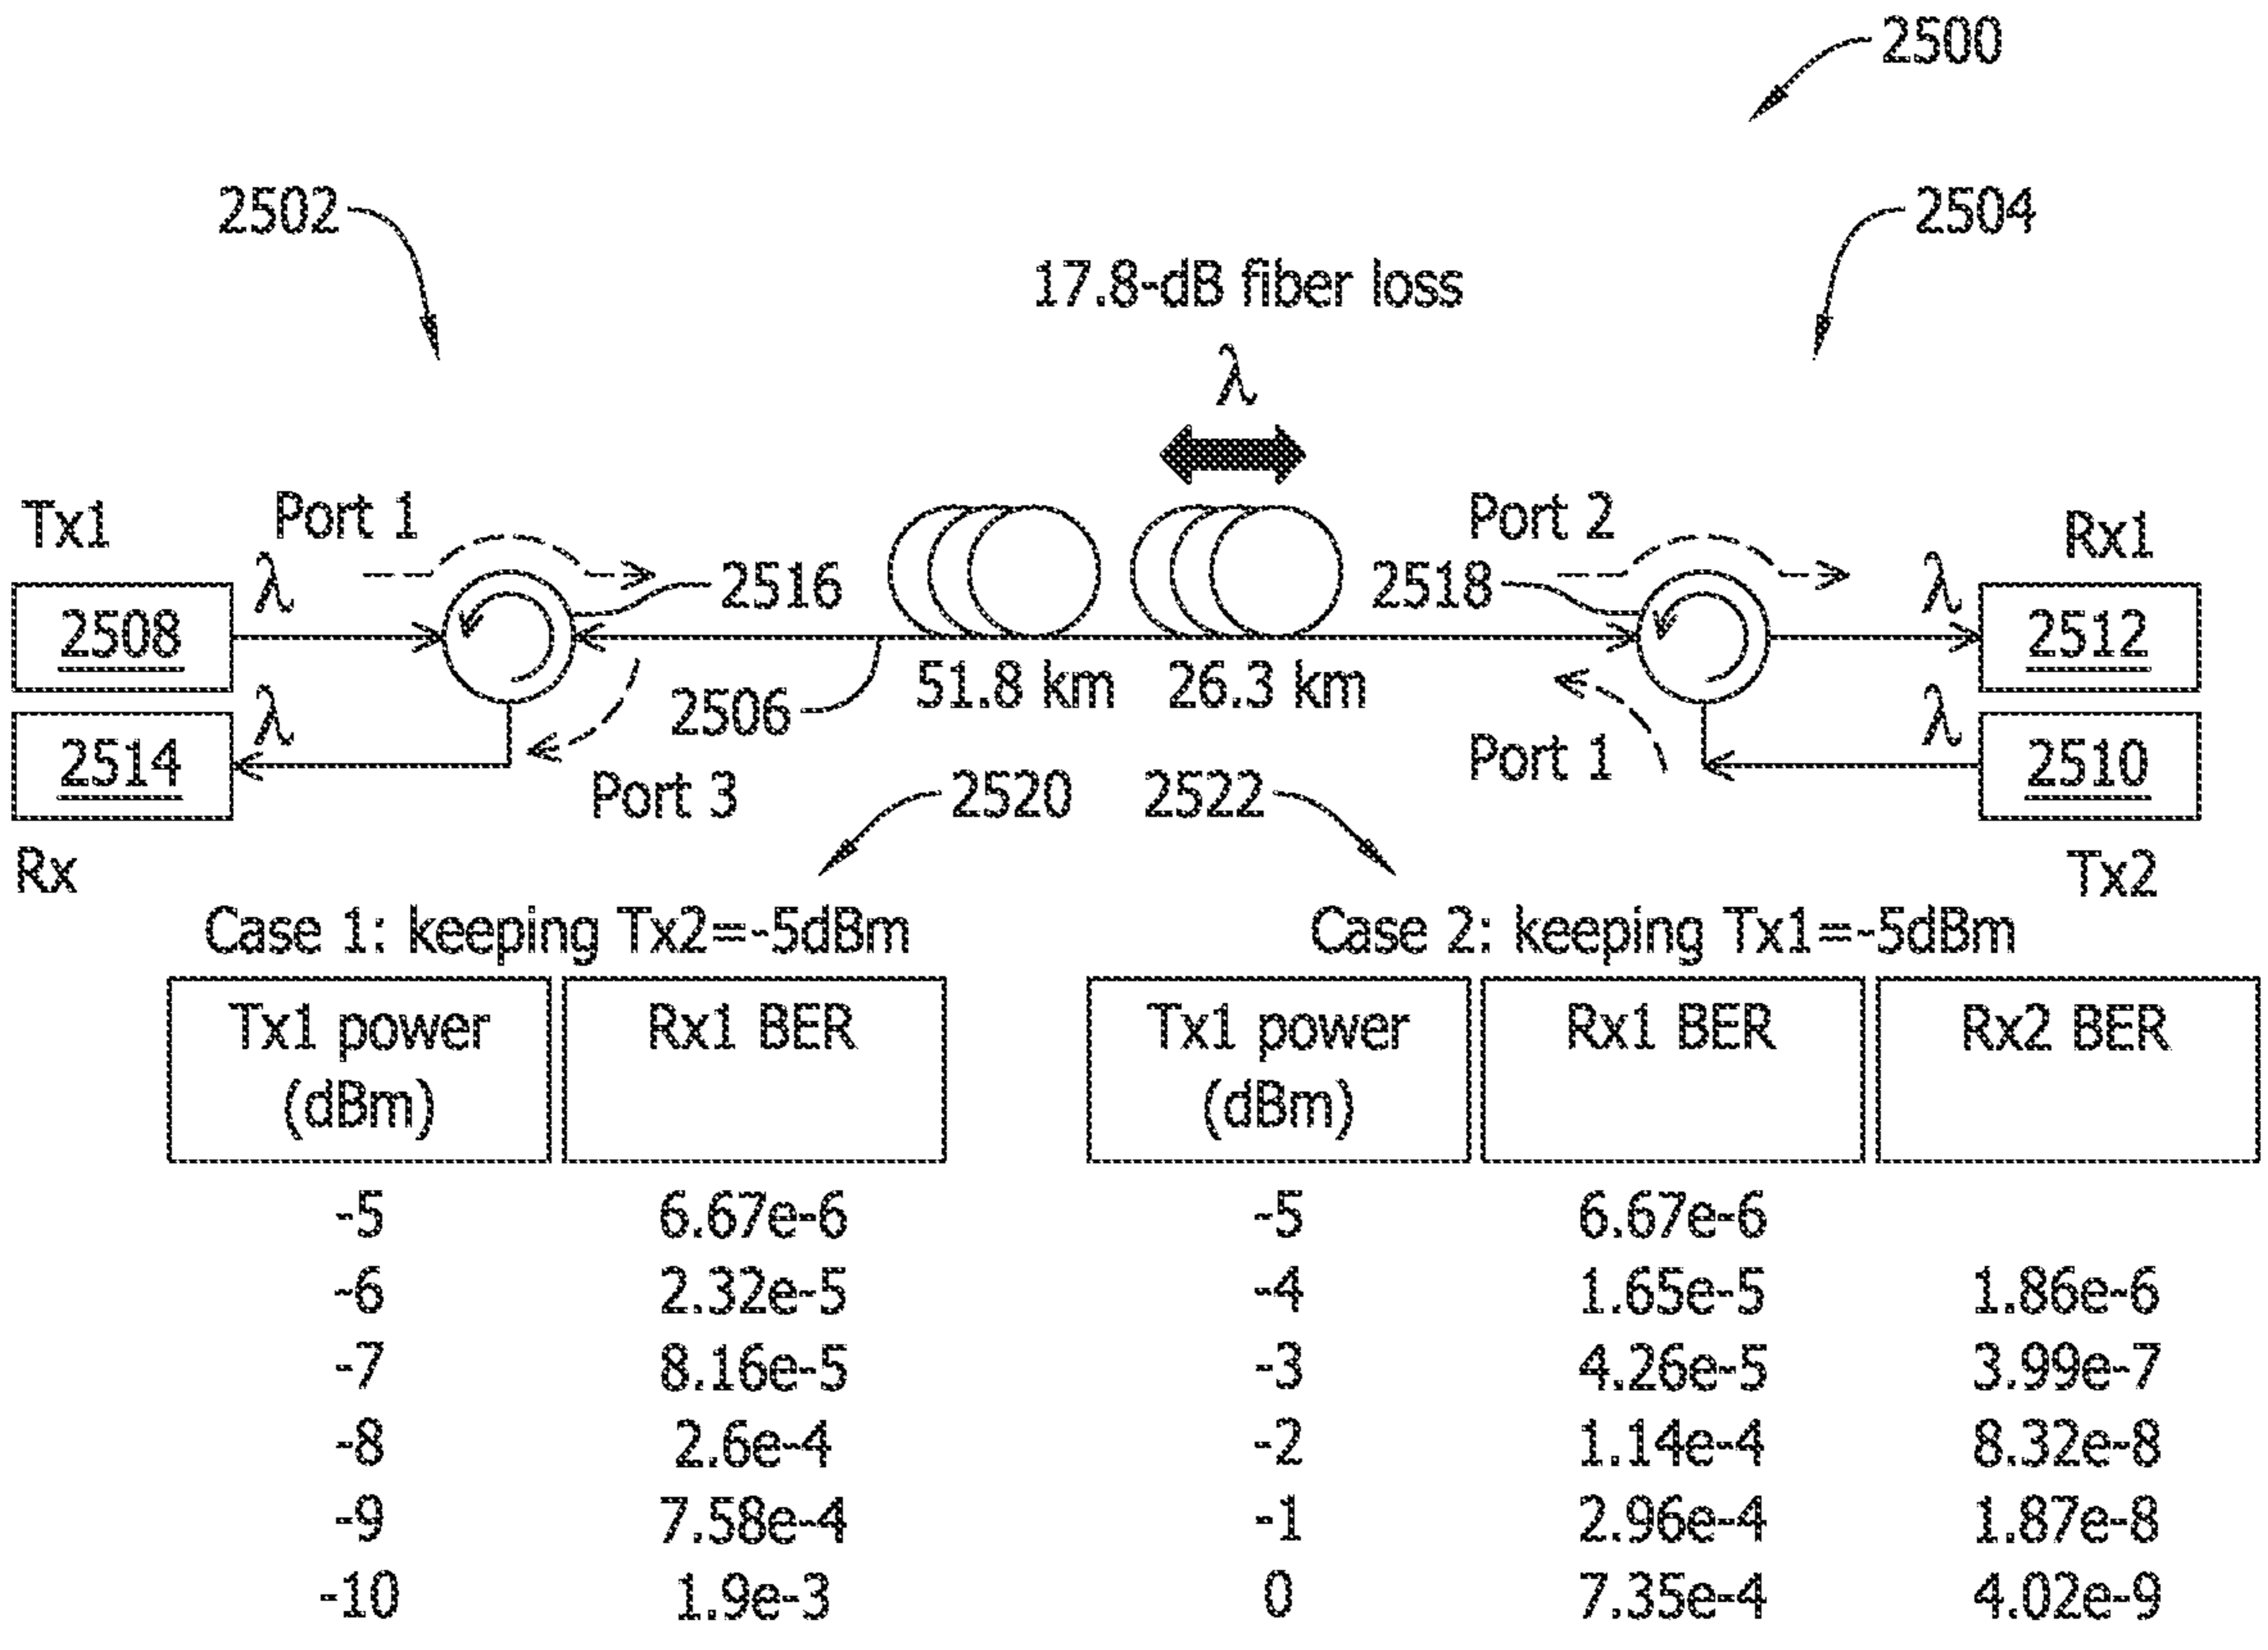 2500
2502
2504
17.8-dB fiber loss
λ
Tx1
Port 1
Port 2
Rx1
λ
2516
2518
λ
2508
2512
51.8 km
26.3 km
2506
λ
λ
2514
Port 3
Port 1
2510
2520
2522
Rx
Tx2
Case 1: keeping Tx2=-5dBm
Tx1 power (dBm) Rx1 BER
-5 6.67e-6
-6 2.32e-5
-7 8.16e-5
-8 2.6e-4
-9 7.58e-4
-10 1.9e-3
Case 2: keeping Tx1=-5dBm
Tx1 power (dBm) Rx1 BER Rx2 BER
-5 6.67e-6
-4 1.65e-5 1.86e-6
-3 4.26e-5 3.99e-7
-2 1.14e-4 8.32e-8
-1 2.96e-4 1.87e-8
0 7.35e-4 4.02e-9